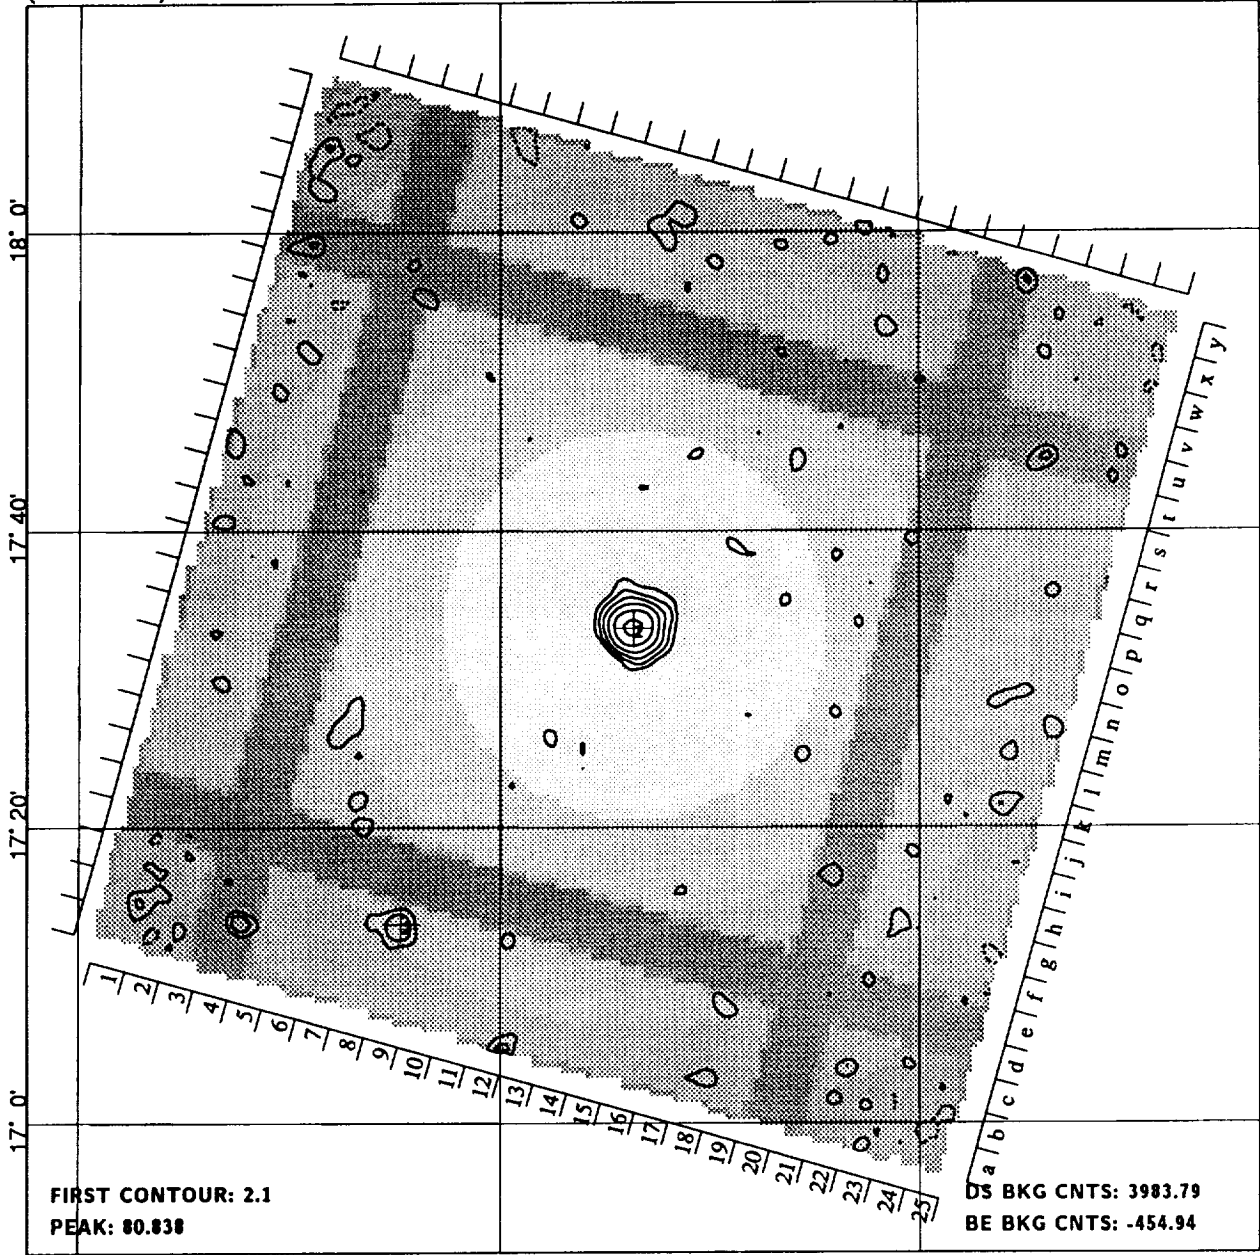 18° 0'
17° 40'
17° 20'
17° 0'
1 2 3 4 5 6 7 8 9 10 11 12 13 14 15 16 17 18 19 20 21 22 23 24 25
a b c d e f g h i j k l m n o p q r s t u v w x y
FIRST CONTOUR: 2.1
PEAK: 80.838
DS BKG CNTS: 3983.79
BE BKG CNTS: -454.94